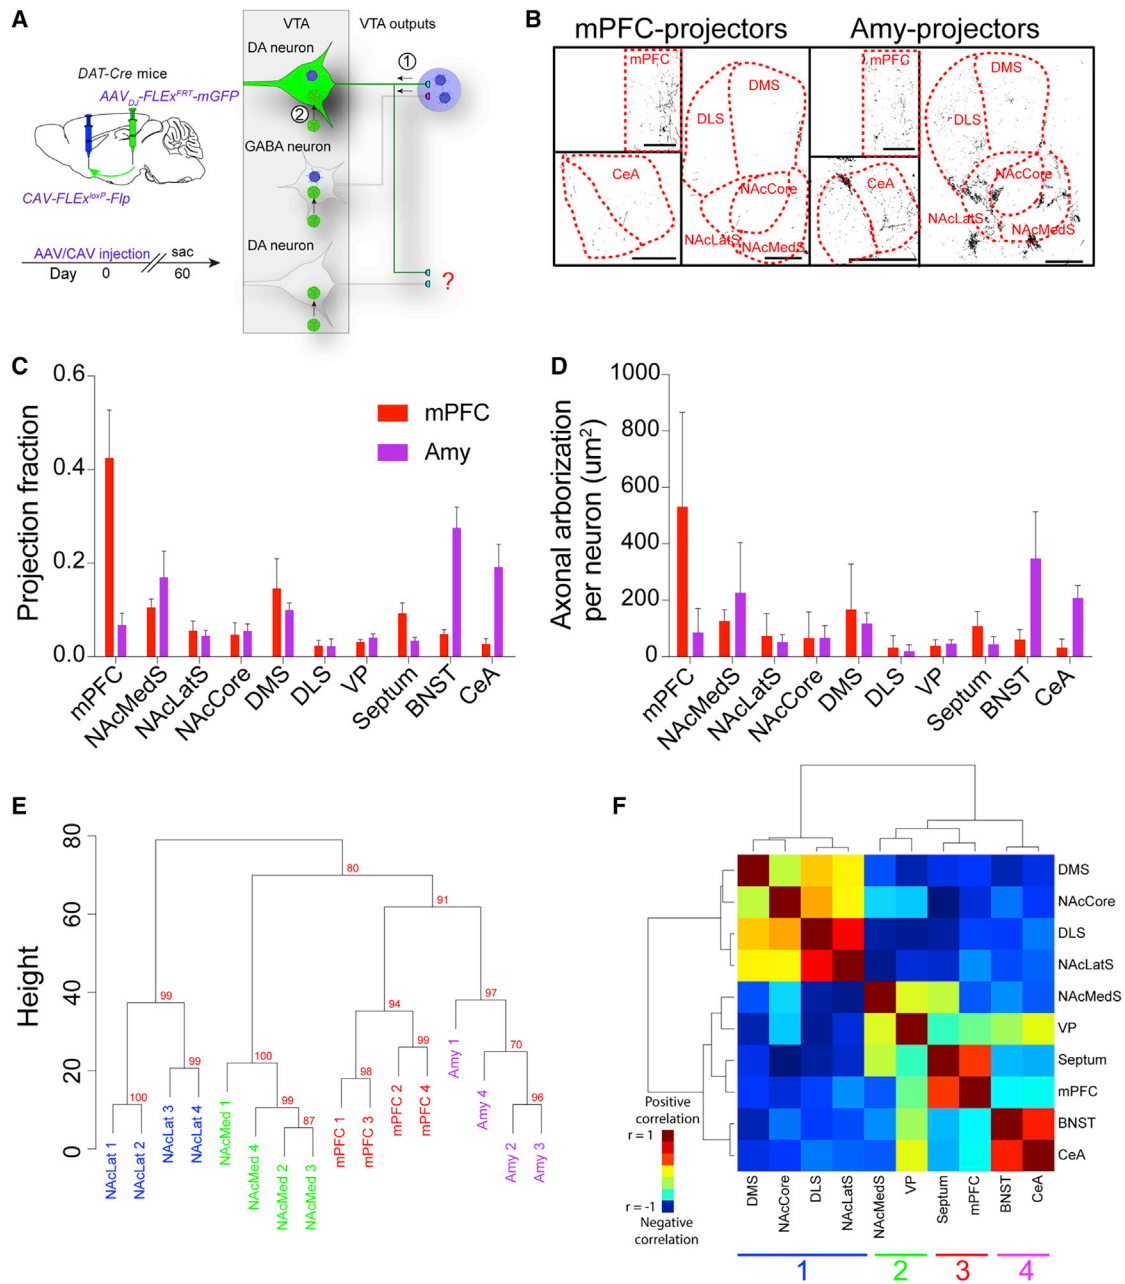 A
DAT-Cre mice
AAVDJ-FLExFRT-mGFP
CAV-FLExloxP-Flp
AAV/CAV injection
sac
Day
0
60
VTA
VTA outputs
DA neuron
1
2
GABA neuron
DA neuron
?
B
mPFC-projectors
Amy-projectors
mPFC
DMS
DLS
CeA
NAcCore
NAcLatS
NAcMedS
mPFC
DMS
DLS
CeA
NAcCore
NAcLatS
NAcMedS
C
Projection fraction
0.6
0.4
0.2
0.0
mPFC
Amy
mPFC
NAcMedS
NAcLatS
NAcCore
DMS
DLS
VP
Septum
BNST
CeA
D
Axonal arborization
per neuron (um2)
1000
800
600
400
200
0
mPFC
NAcMedS
NAcLatS
NAcCore
DMS
DLS
VP
Septum
BNST
CeA
E
Height
80
60
40
20
0
80
91
99
94
97
100
99
100
99
87
98
99
70
96
NAcLat 1
NAcLat 2
NAcLat 3
NAcLat 4
NAcMed 1
NAcMed 4
NAcMed 2
NAcMed 3
mPFC 1
mPFC 3
mPFC 2
mPFC 4
Amy 1
Amy 4
Amy 2
Amy 3
F
DMS
NAcCore
DLS
NAcLatS
NAcMedS
VP
Septum
mPFC
BNST
CeA
Positive
correlation
r = 1
r = -1
Negative
correlation
DMS
NAcCore
DLS
NAcLatS
NAcMedS
VP
Septum
mPFC
BNST
CeA
1
2
3
4